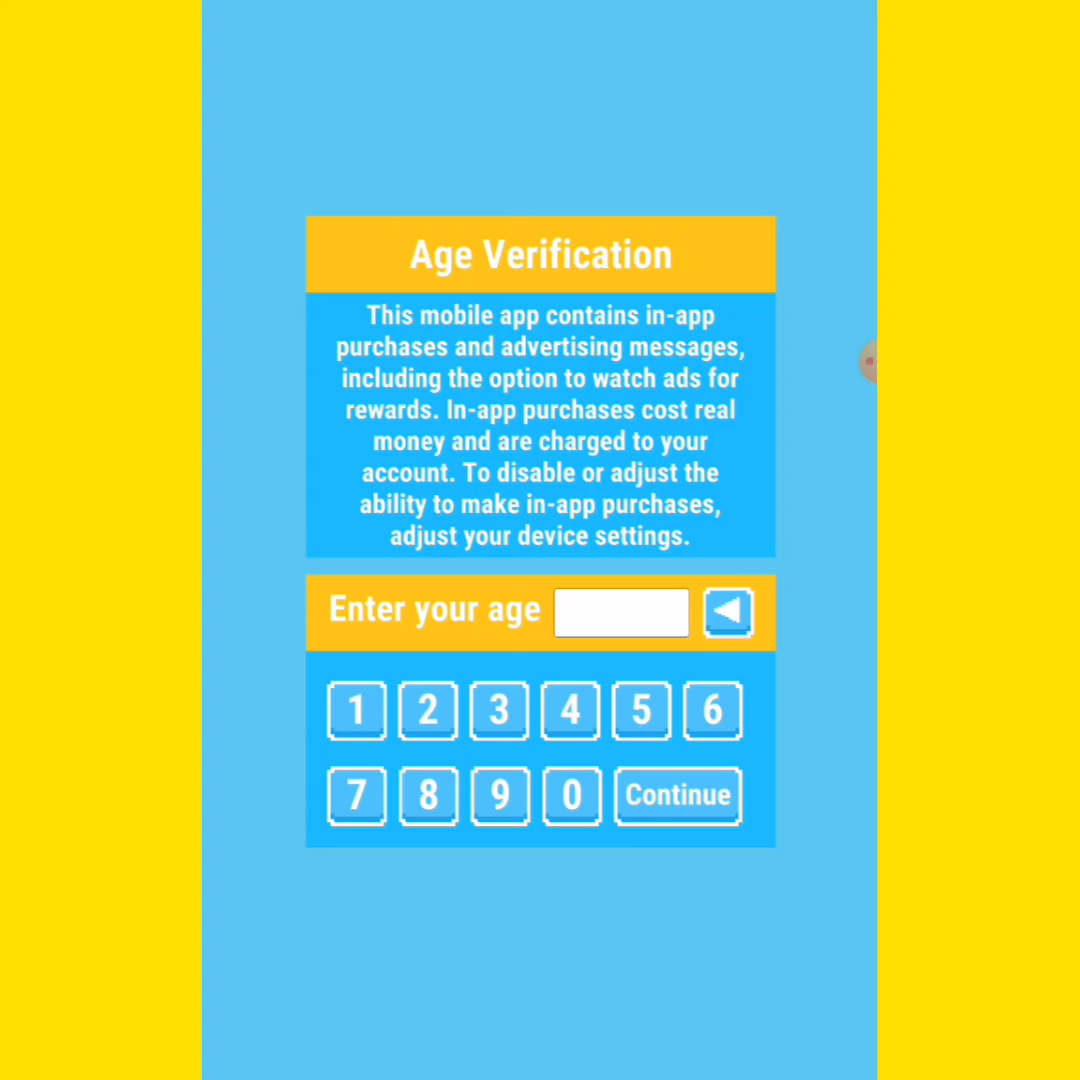 Age Verification
This mobile app contains in-app
purchases and advertising messages,
including the option to watch ads for
rewards. In-app purchases cost real
money and are charged to your
account. To disable or adjust the
ability to make in-app purchases,
adjust your device settings.
Enter your age
1 2 3 4 5 6
7 8 9 0 Continue